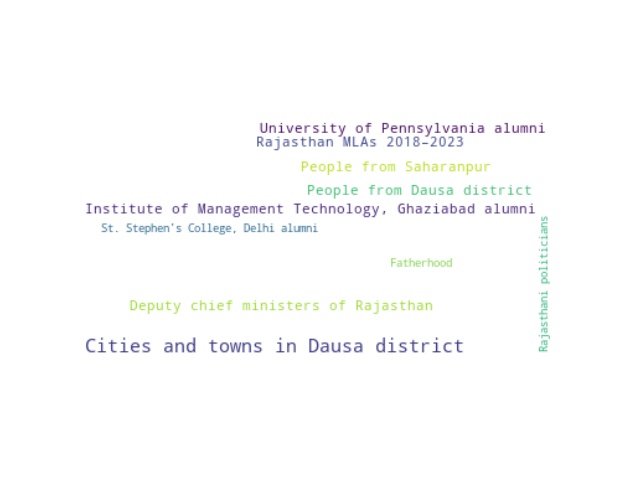 University of Pennsylvania alumni
Rajasthan MLAs 2018–2023
People from Saharanpur
People from Dausa district
Institute of Management Technology, Ghaziabad alumni
St. Stephen's College, Delhi alumni
Rajasthani politicians
Fatherhood
Deputy chief ministers of Rajasthan
Cities and towns in Dausa district